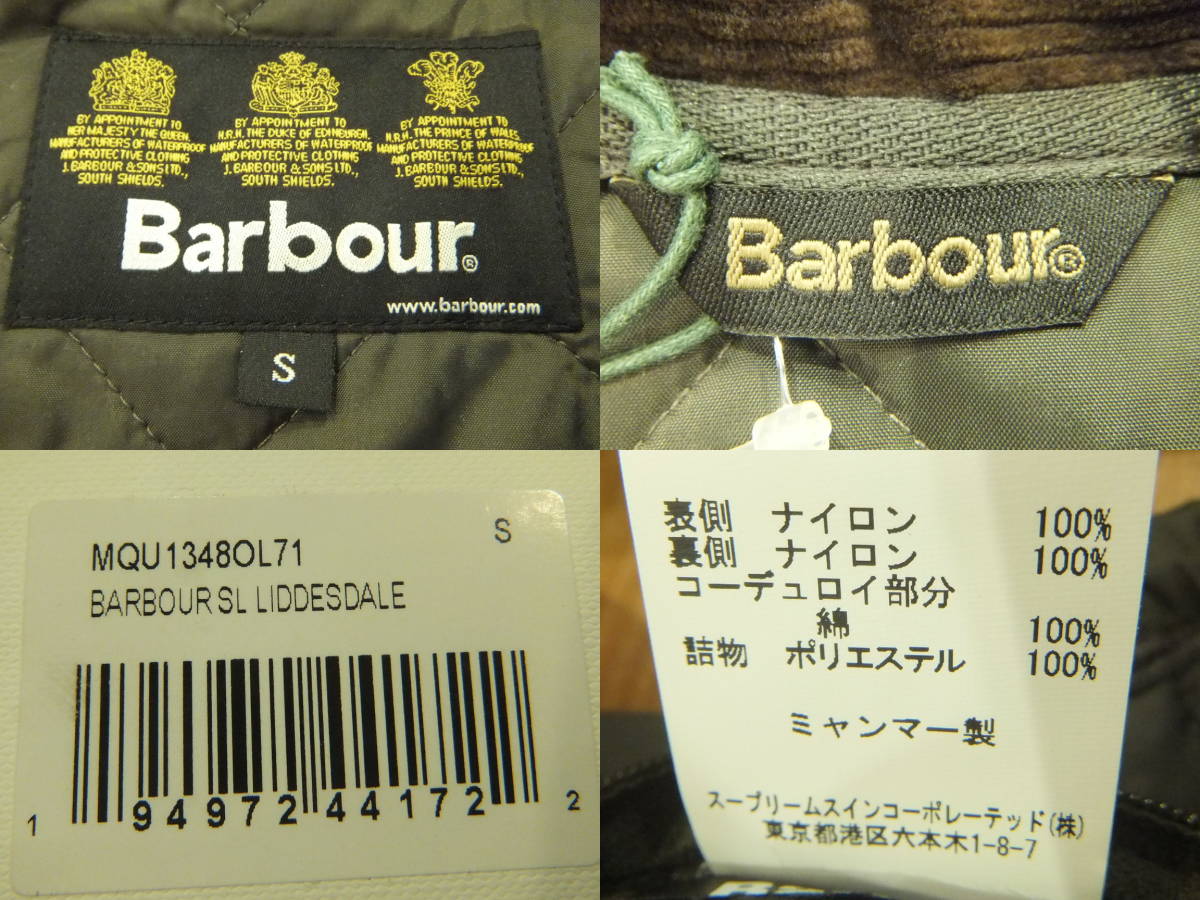 BY APPOINTMENT TO
HER MAJESTY THE QUEEN.
MANUFACTURERS OF WATERPROOF
AND PROTECTIVE CLOTHING
J. BARBOUR & SONS LTD.,
SOUTH SHIELDS.
BY APPOINTMENT TO
H.R.H. THE DUKE OF EDINBURGH.
MANUFACTURERS OF WATERPROOF
AND PROTECTIVE CLOTHING
J. BARBOUR & SONS LTD.,
SOUTH SHIELDS.
BY APPOINTMENT TO
H.R.H. THE PRINCE OF WALES.
MANUFACTURERS OF WATERPROOF
AND PROTECTIVE CLOTHING
J. BARBOUR & SONS LTD.,
SOUTH SHIELDS.
Barbour®
www.barbour.com
S
Barbour®
S
MQU1348OL71
BARBOUR SL LIDDESDALE
1 94972 44172 2
表側 ナイロン 100%
裏側 ナイロン 100%
コーデュロイ部分
綿 100%
詰物 ポリエステル 100%
ミャンマー製
スープリームスインコーポレーテッド(株)
東京都港区六本木1-8-7